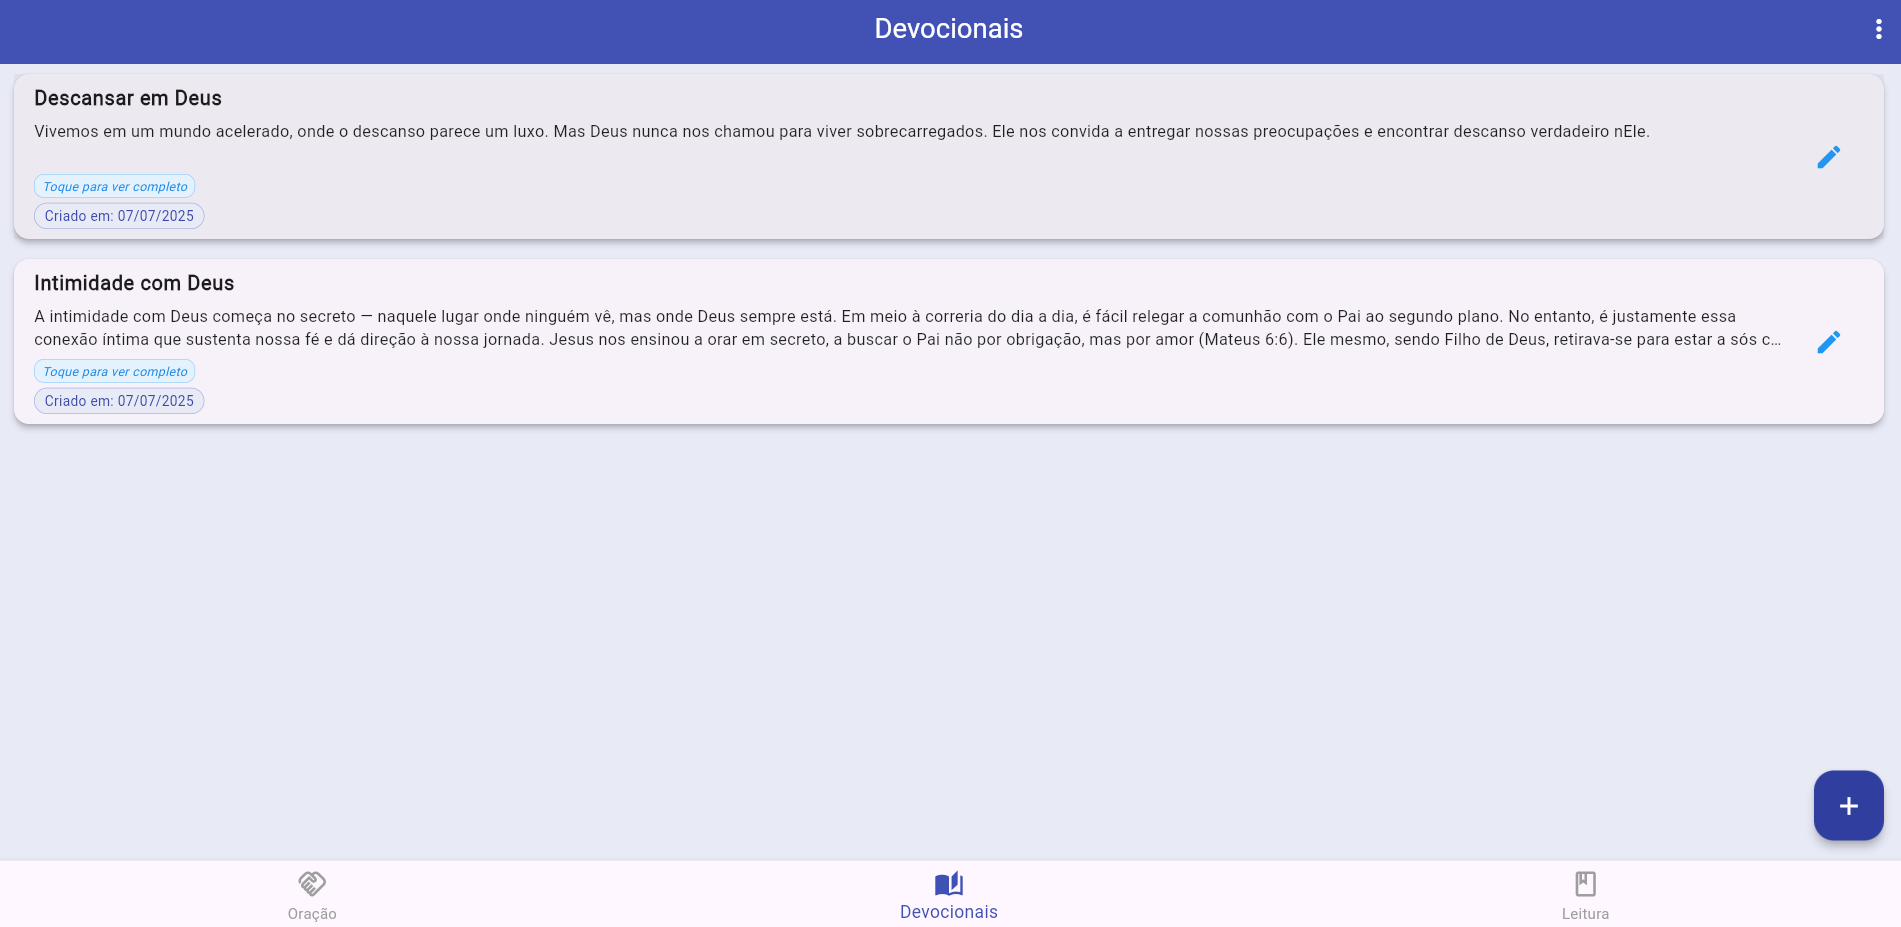 Devocionais
Descansar em Deus
Vivemos em um mundo acelerado, onde o descanso parece um luxo. Mas Deus nunca nos chamou para viver sobrecarregados. Ele nos convida a entregar nossas preocupações e encontrar descanso verdadeiro nEle.
Toque para ver completo
Criado em: 07/07/2025
Intimidade com Deus
A intimidade com Deus começa no secreto — naquele lugar onde ninguém vê, mas onde Deus sempre está. Em meio à correria do dia a dia, é fácil relegar a comunhão com o Pai ao segundo plano. No entanto, é justamente essa
conexão íntima que sustenta nossa fé e dá direção à nossa jornada. Jesus nos ensinou a orar em secreto, a buscar o Pai não por obrigação, mas por amor (Mateus 6:6). Ele mesmo, sendo Filho de Deus, retirava-se para estar a sós c…
Toque para ver completo
Criado em: 07/07/2025
Oração
Devocionais
Leitura